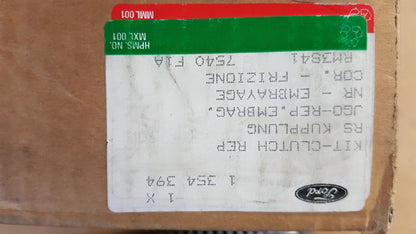 Ford
1 X
1 354 394
KIT-CLUTCH REP
RS KUPPLUNG
JGO-REP.EMBRAG.
NR - EMBRAYAGE
COR. - FRIZIONE
RM3S41 7540 F1A
HPMS. NO.
MXL 001
MML 001